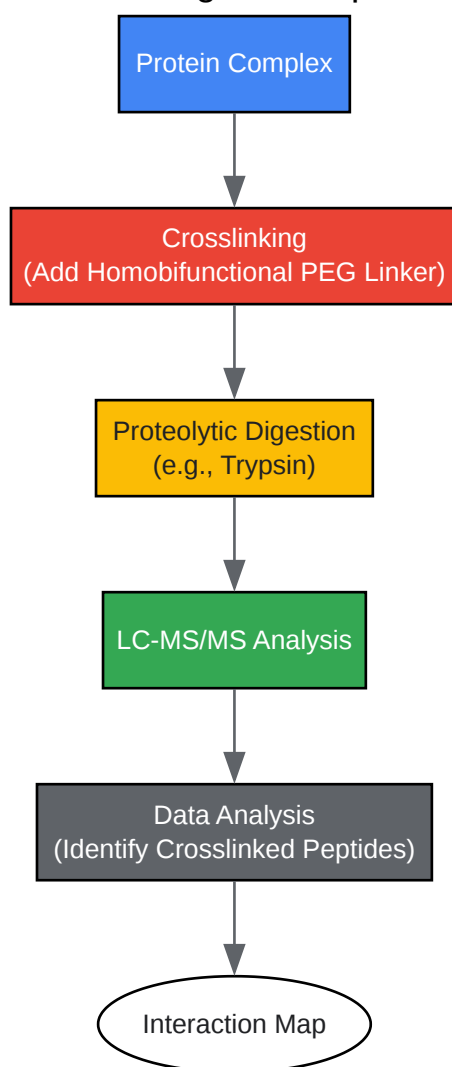 Protein Complex
Crosslinking
(Add Homobifunctional PEG Linker)
Proteolytic Digestion
(e.g., Trypsin)
LC-MS/MS Analysis
Data Analysis
(Identify Crosslinked Peptides)
Interaction Map